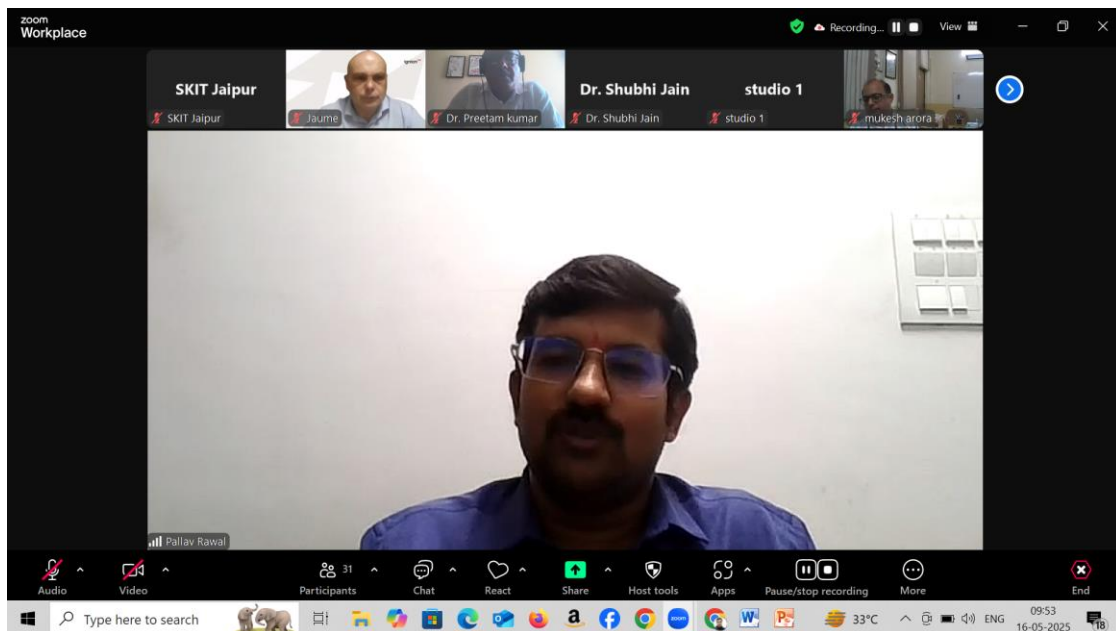 zoom
Workplace
Recording...
View
SKIT Jaipur
Dr. Shubhi Jain
studio 1
SKIT Jaipur
Jaume
Dr. Preetam kumar
Dr. Shubhi Jain
studio 1
mukesh arora
Pallav Rawal
Audio
Video
31
Participants
Chat
React
Share
Host tools
Apps
Pause/stop recording
More
End
Type here to search
33°C
ENG
09:53
16-05-2025
18